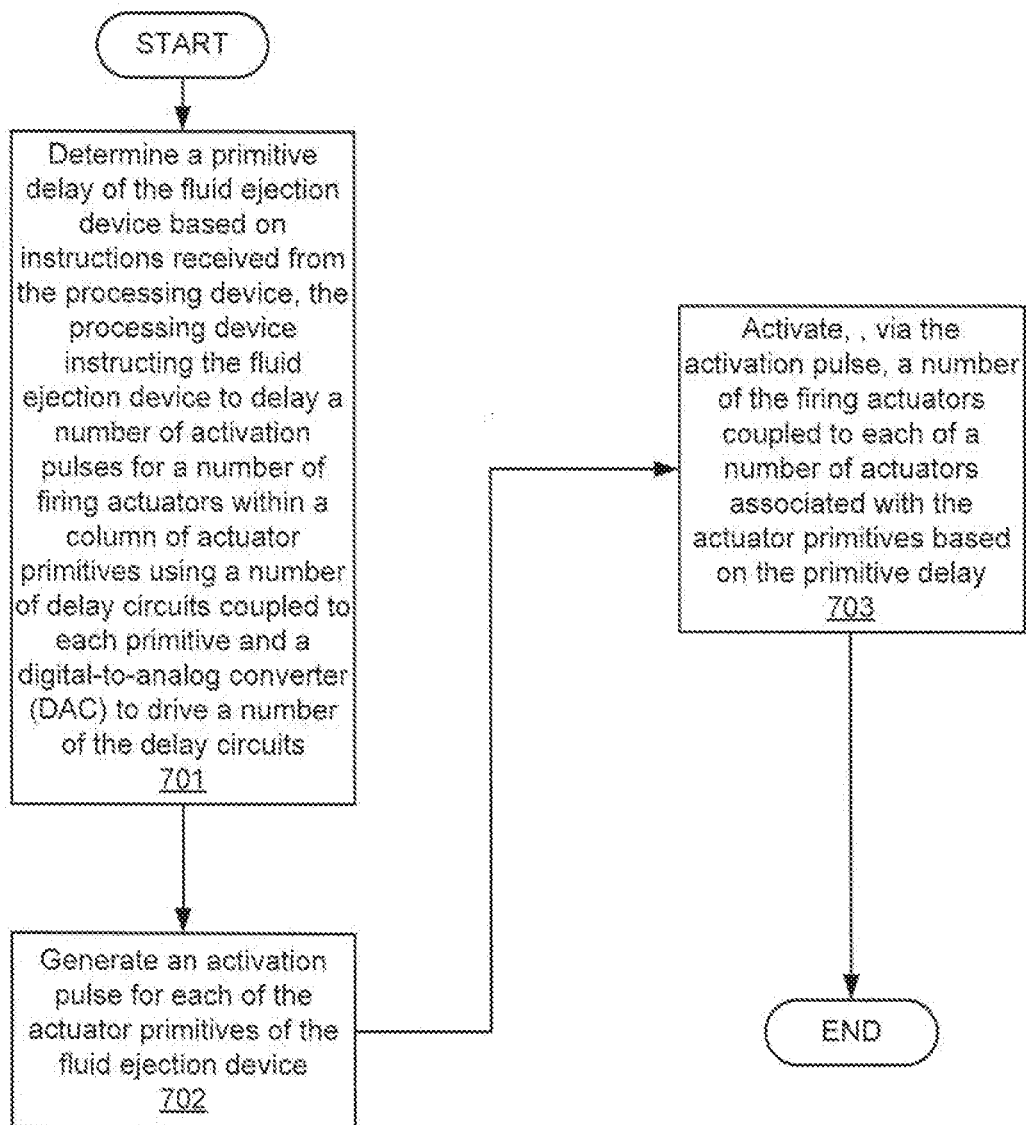 START
Determine a primitive
delay of the fluid ejection
device based on
instructions received from
the processing device, the
processing device
instructing the fluid
ejection device to delay a
number of activation
pulses for a number of
firing actuators within a
column of actuator
primitives using a number
of delay circuits coupled to
each primitive and a
digital-to-analog converter
(DAC) to drive a number
of the delay circuits
701
Generate an activation
pulse for each of the
actuator primitives of the
fluid ejection device
702
Activate, , via the
activation pulse, a number
of the firing actuators
coupled to each of a
number of actuators
associated with the
actuator primitives based
on the primitive delay
703
END